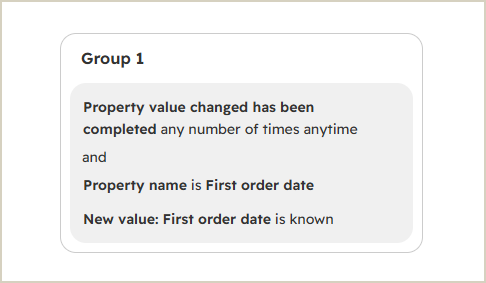 Group 1
Property value changed has been
completed any number of times anytime
and
Property name is First order date
New value: First order date is known